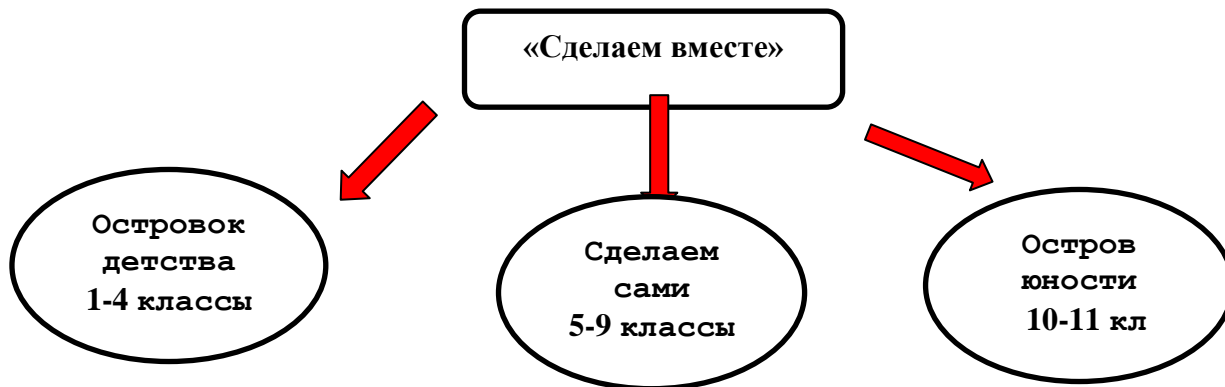 «Сделаем вместе»
Островок
детства
1-4 классы
Сделаем
сами
5-9 классы
Остров
юности
10-11 кл